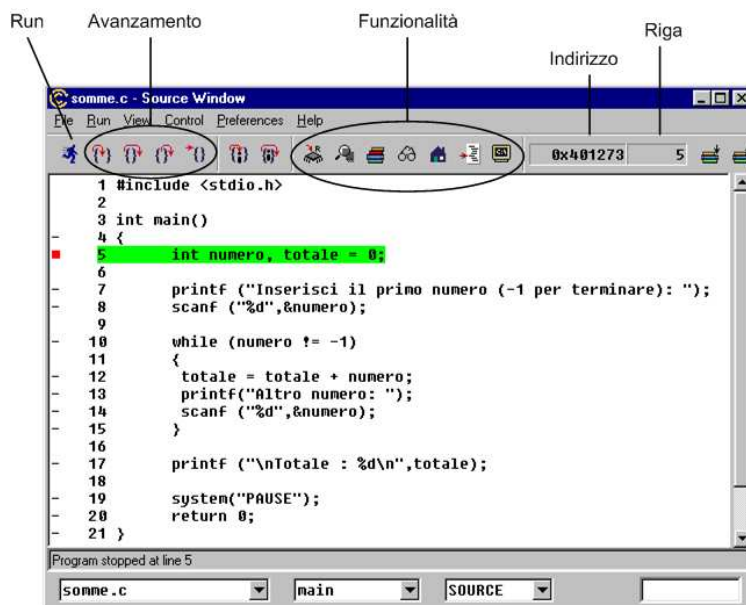 Run
Avanzamento
Funzionalità
Riga
Indirizzo
somme.c - Source Window
File Run View Control Preferences Help
0x401273 5
1 #include <stdio.h>
2
3 int main()
4 {
5 int numero, totale = 0;
6
7 printf ("Inserisci il primo numero (-1 per terminare): ");
8 scanf ("%d",&numero);
9
10 while (numero != -1)
11 {
12 totale = totale + numero;
13 printf("Altro numero: ");
14 scanf ("%d",&numero);
15 }
16
17 printf ("\nTotale : %d\n",totale);
18
19 system("PAUSE");
20 return 0;
21 }
Program stopped at line 5
somme.c main SOURCE